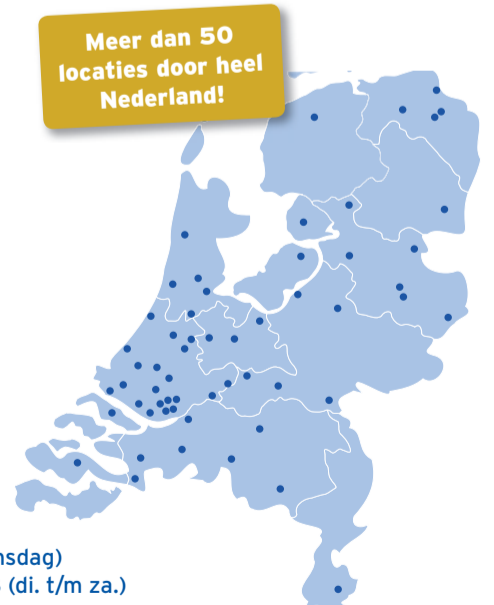 Meer dan 50
locaties door heel
Nederland!
nsdag)
(di. t/m za.)